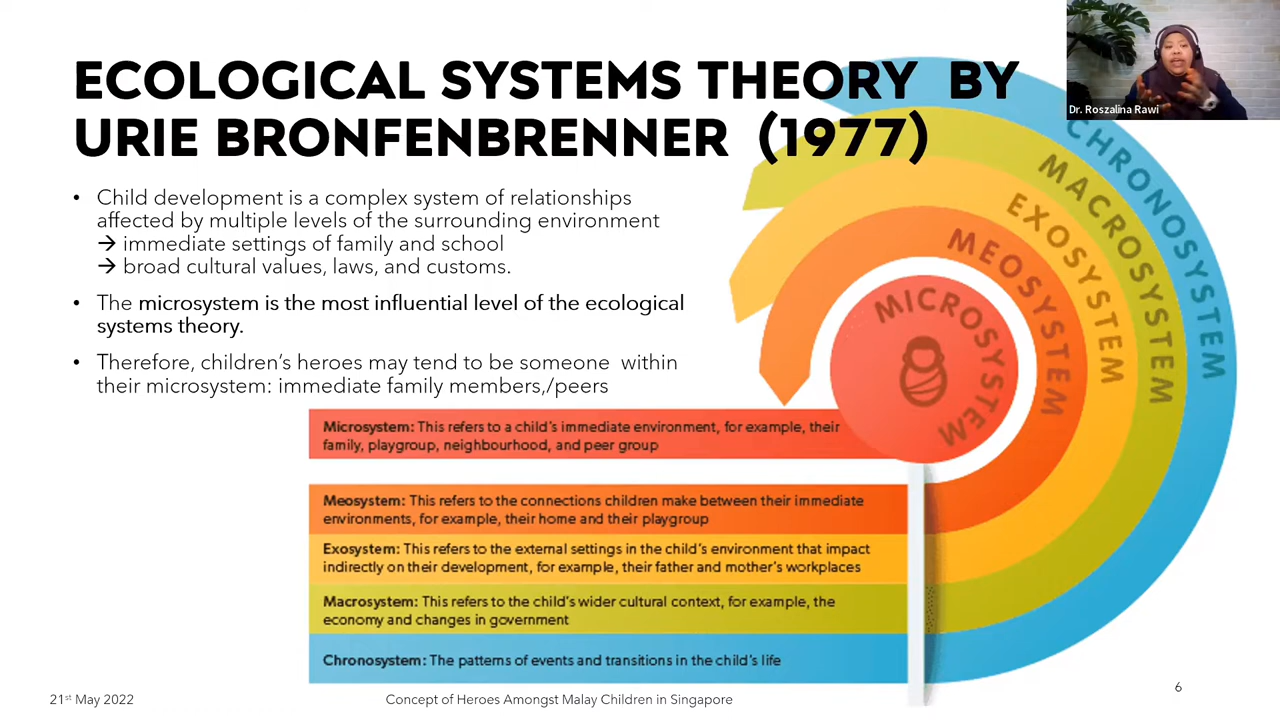 ECOLOGICAL SYSTEMS THEORY BY
URIE BRONFENBRENNER (1977)
Dr. Roszalina Rawi
• Child development is a complex system of relationships
affected by multiple levels of the surrounding environment
→ immediate settings of family and school
→ broad cultural values, laws, and customs.
• The microsystem is the most influential level of the ecological
systems theory.
• Therefore, children's heroes may tend to be someone within
their microsystem: immediate family members,/peers
MICROSYSTEM
MEOSYSTEM
EXOSYSTEM
MACROSYSTEM
CHRONOSYSTEM
Microsystem: This refers to a child's immediate environment, for example, their
family, playgroup, neighbourhood, and peer group
Meosystem: This refers to the connections children make between their immediate
environments, for example, their home and their playgroup
Exosystem: This refers to the external settings in the child's environment that impact
indirectly on their development, for example, their father and mother's workplaces
Macrosystem: This refers to the child's wider cultural context, for example, the
economy and changes in government
Chronosystem: The patterns of events and transitions in the child's life
21st May 2022
Concept of Heroes Amongst Malay Children in Singapore
6